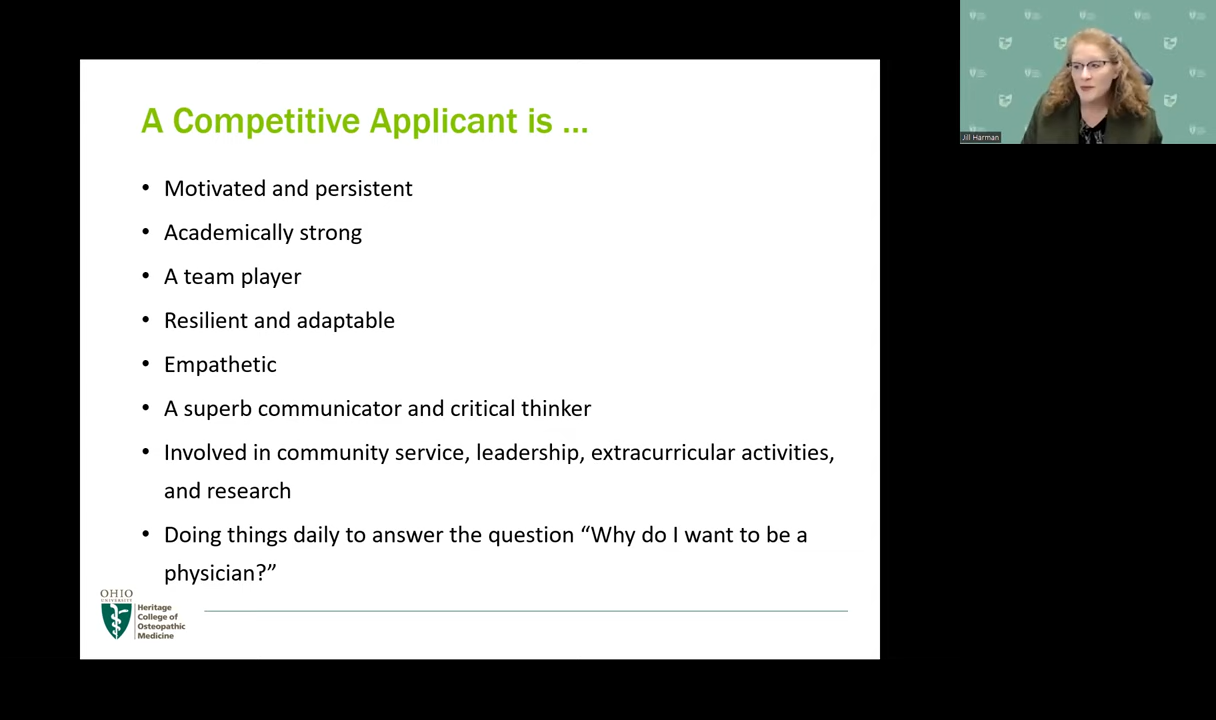 A Competitive Applicant is ...
• Motivated and persistent
• Academically strong
• A team player
• Resilient and adaptable
• Empathetic
• A superb communicator and critical thinker
• Involved in community service, leadership, extracurricular activities,
and research
• Doing things daily to answer the question “Why do I want to be a
physician?”
OHIO
UNIVERSITY
Heritage
College of
Osteopathic
Medicine
Jill Harman